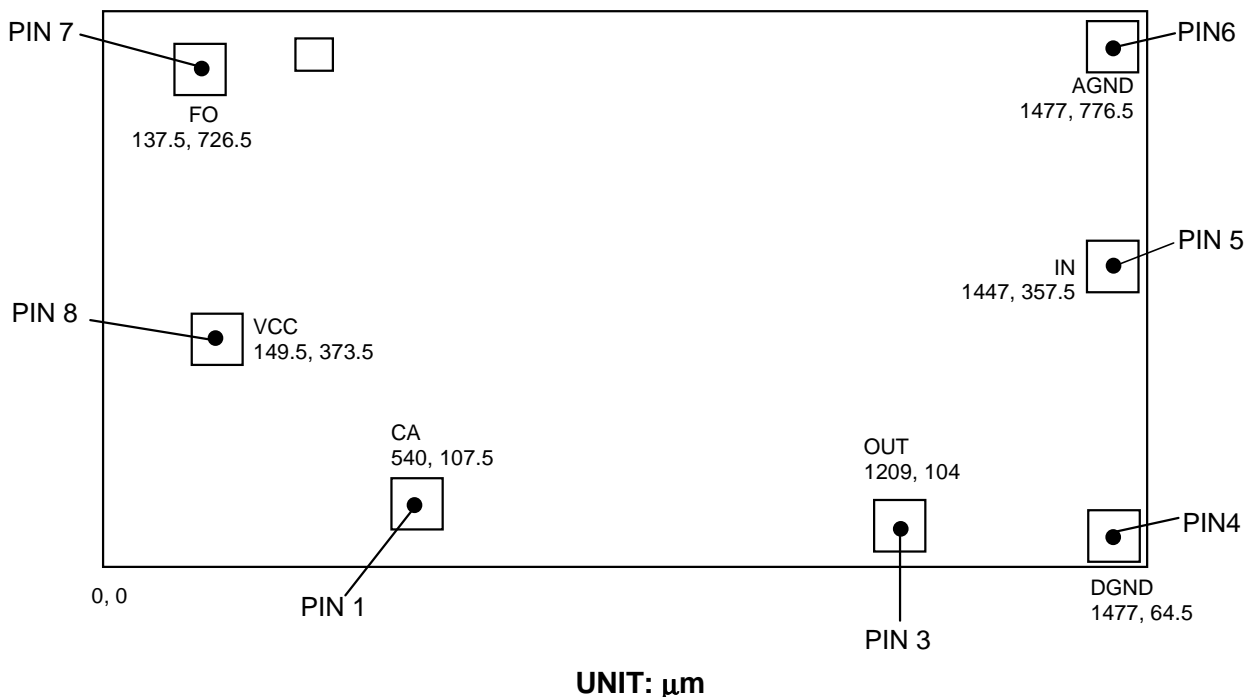 PIN 7
PIN6
FO
137.5, 726.5
AGND
1477, 776.5
PIN 5
IN
1447, 357.5
PIN 8
VCC
149.5, 373.5
CA
540, 107.5
OUT
1209, 104
PIN4
0, 0
PIN 1
DGND
1477, 64.5
PIN 3
UNIT: μm